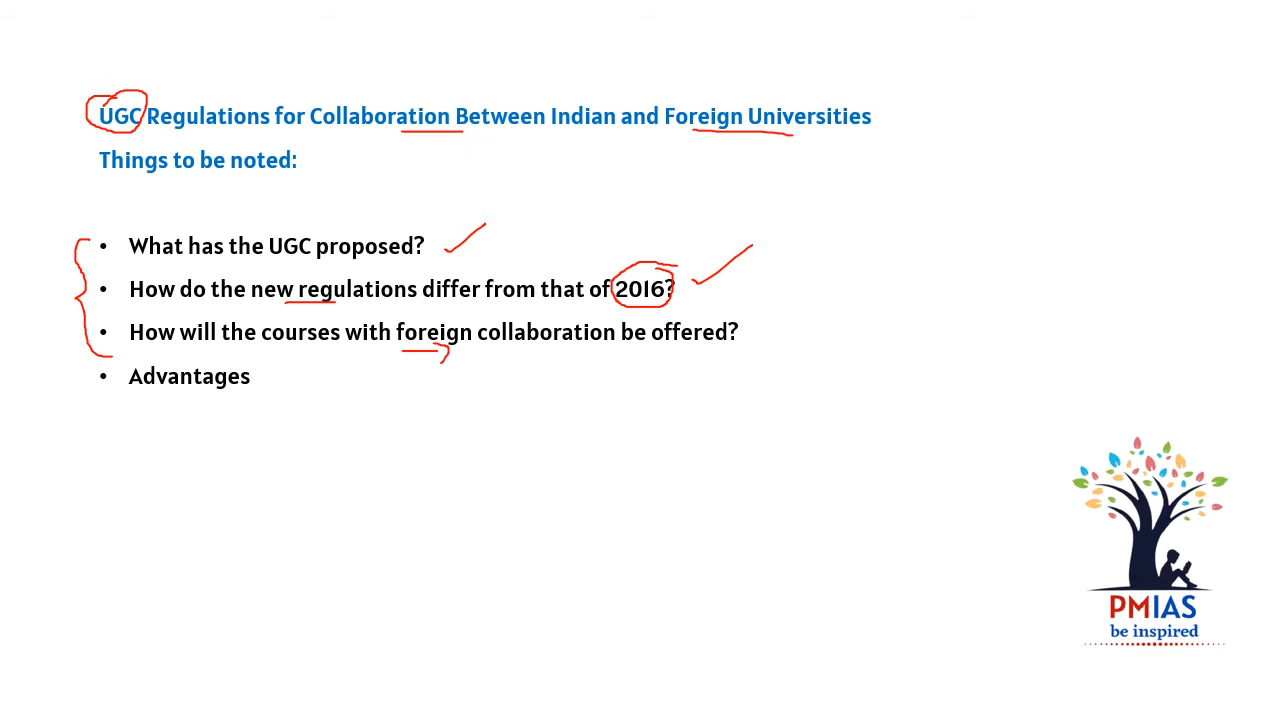 UGC Regulations for Collaboration Between Indian and Foreign Universities
Things to be noted:
• What has the UGC proposed?
• How do the new regulations differ from that of 2016?
• How will the courses with foreign collaboration be offered?
• Advantages
PMIAS
be inspired